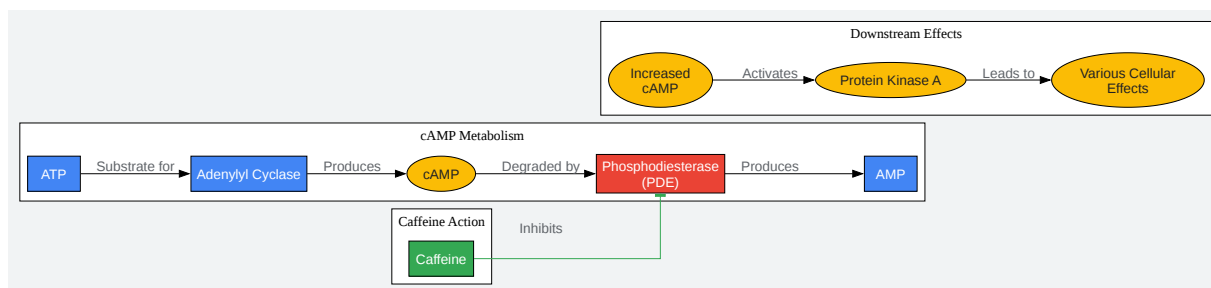 Downstream Effects
Increased
cAMP
Activates
Protein Kinase A
Leads to
Various Cellular
Effects
cAMP Metabolism
ATP
Substrate for
Adenylyl Cyclase
Produces
cAMP
Degraded by
Phosphodiesterase
(PDE)
Produces
AMP
Caffeine Action
Caffeine
Inhibits